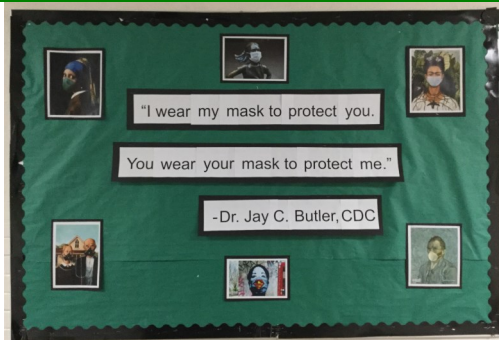 “I wear my mask to protect you.
You wear your mask to protect me.”
-Dr. Jay C. Butler, CDC